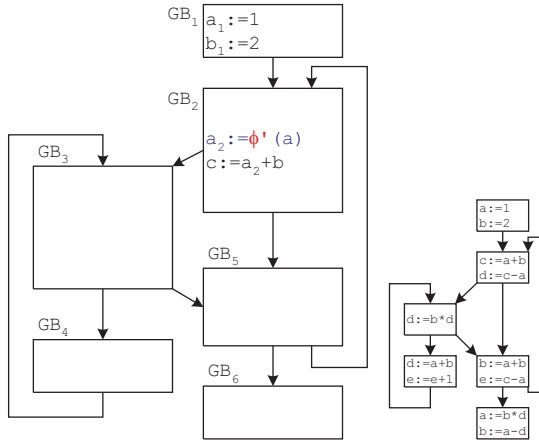 GB₁
a₁:=1
b₁:=2
GB₂
a₂:=ϕ'(a)
c:=a₂+b
GB₃
GB₅
GB₄
GB₆
a:=1
b:=2
c:=a+b
d:=c-a
d:=b*d
d:=a+b
e:=e+1
b:=a+b
e:=c-a
a:=b*d
b:=a-d